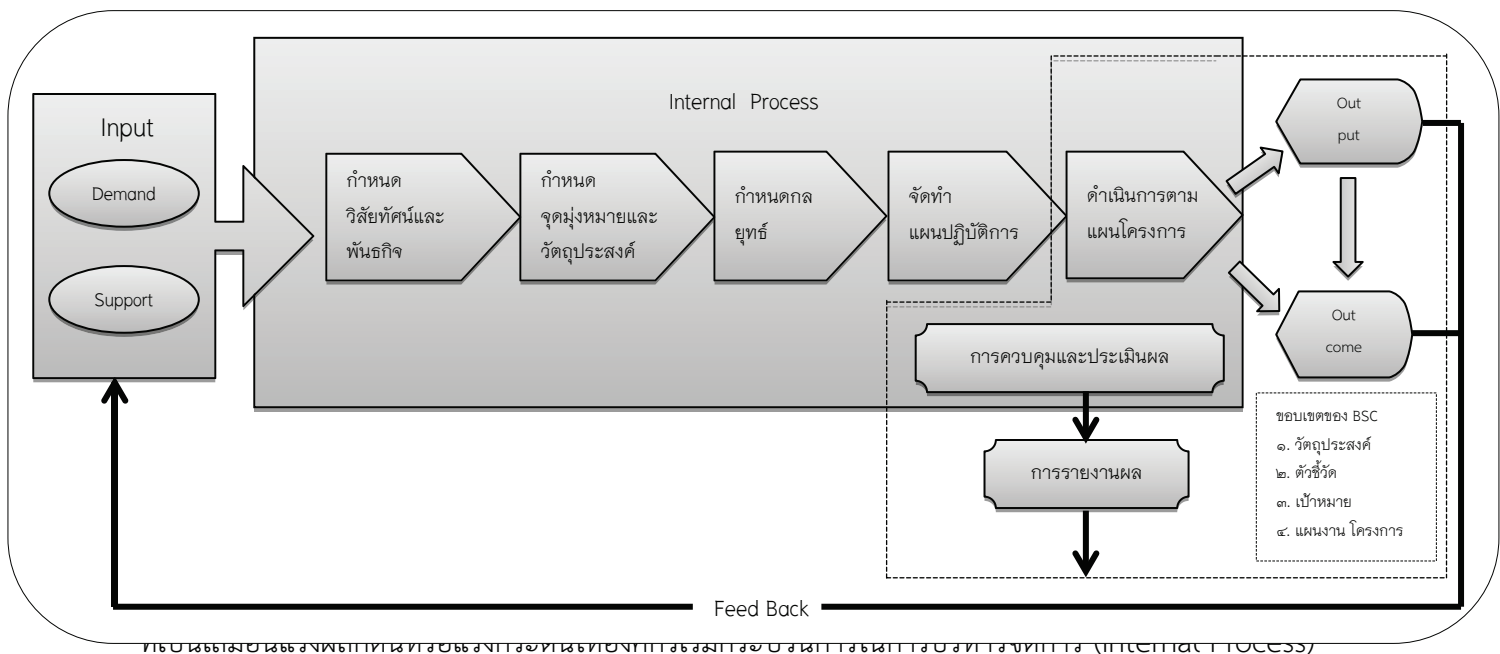 Internal Process
Input
Demand
Support
กำหนด
วิสัยทัศน์และ
พันธกิจ
กำหนด
จุดมุ่งหมายและ
วัตถุประสงค์
กำหนดกล
ยุทธ์
จัดทำ
แผนปฏิบัติการ
ดำเนินการตาม
แผนโครงการ
Out
put
Out
come
การควบคุมและประเมินผล
การรายงานผล
ขอบเขตของ BSC
๑. วัตถุประสงค์
๒. ตัวชี้วัด
๓. เป้าหมาย
๔. แผนงาน โครงการ
Feed Back
(Internal Process)